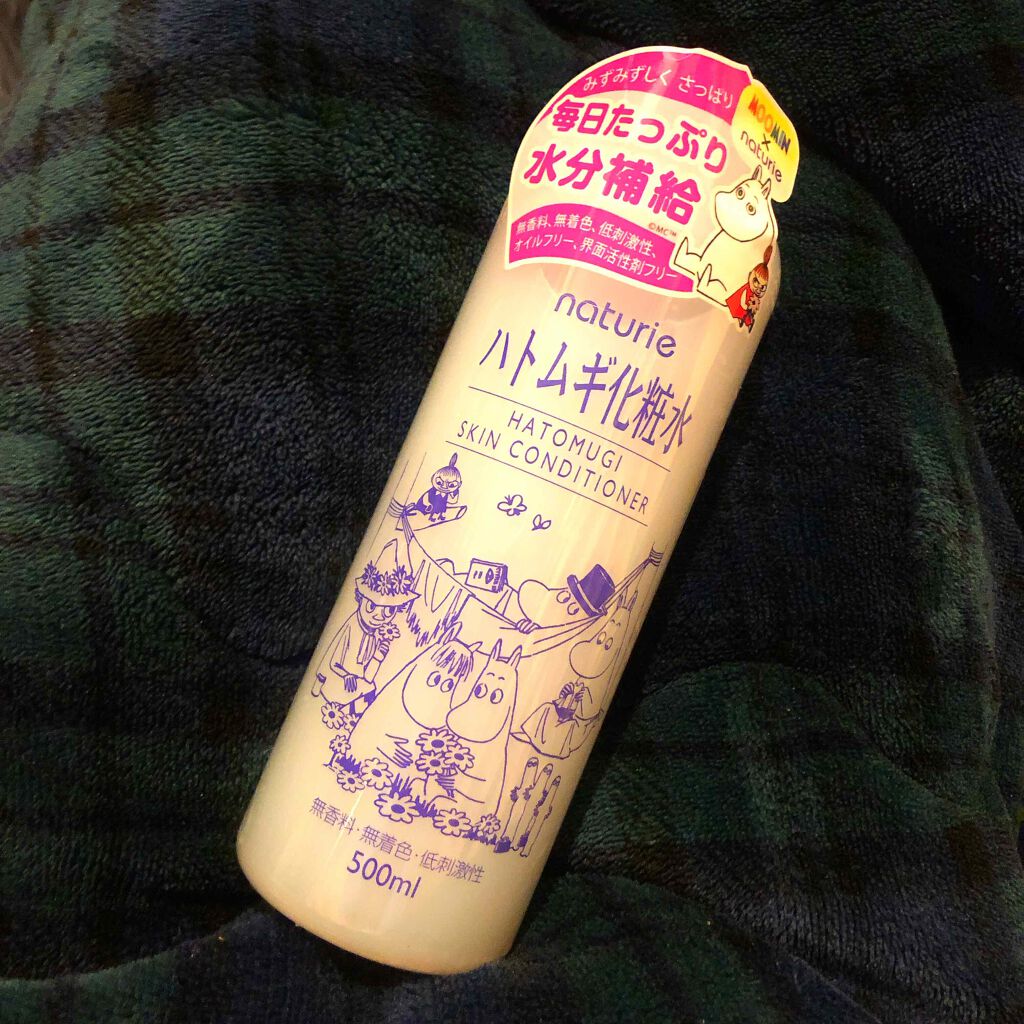 みずみずしく さっぱり
毎日たっぷり
水分補給
無香料、無着色、低刺激性、
オイルフリー、界面活性剤フリー
©MC™
MOOMIN
×
naturie
naturie
ハトムギ化粧水
HATOMUGI
SKIN CONDITIONER
無香料・無着色・低刺激性
500ml